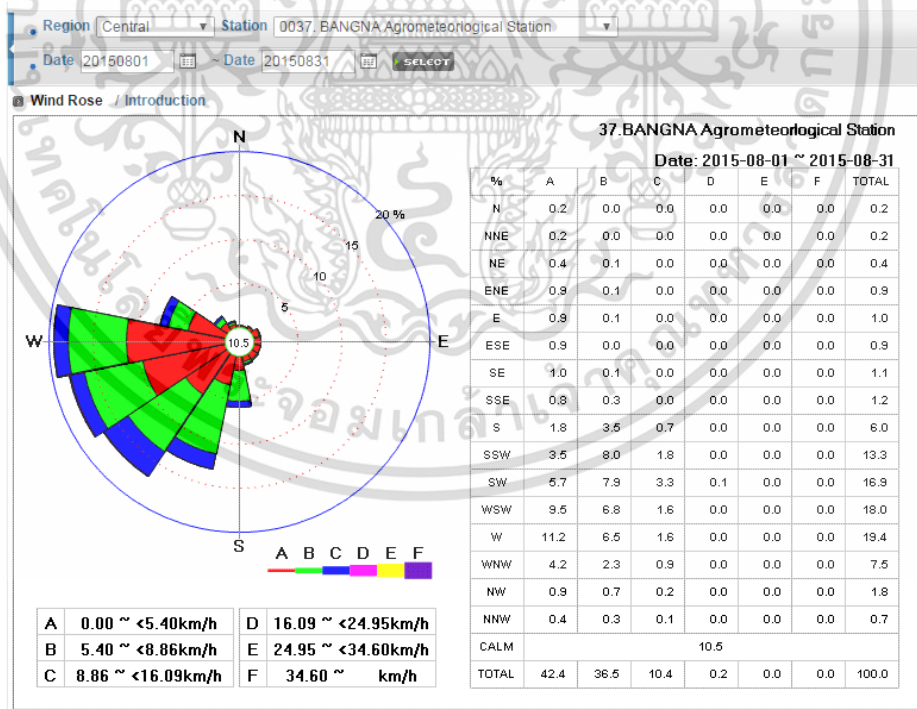 Region Central Station 0037. BANGNA Agrometeorlogical Station
Date 20150801 ~ Date 20150831 SELECT
Wind Rose / Introduction
37.BANGNA Agrometeorlogical Station
Date: 2015-08-01 ~ 2015-08-31
N
20 %
15
10
5
W
10.5
E
S
A B C D E F
A 0.00 ~ <5.40km/h D 16.09 ~ <24.95km/h
B 5.40 ~ <8.86km/h E 24.95 ~ <34.60km/h
C 8.86 ~ <16.09km/h F 34.60 ~ km/h
% A B C D E F TOTAL
N 0.2 0.0 0.0 0.0 0.0 0.0 0.2
NNE 0.2 0.0 0.0 0.0 0.0 0.0 0.2
NE 0.4 0.1 0.0 0.0 0.0 0.0 0.4
ENE 0.9 0.1 0.0 0.0 0.0 0.0 0.9
E 0.9 0.1 0.0 0.0 0.0 0.0 1.0
ESE 0.9 0.0 0.0 0.0 0.0 0.0 0.9
SE 1.0 0.1 0.0 0.0 0.0 0.0 1.1
SSE 0.8 0.3 0.0 0.0 0.0 0.0 1.2
S 1.8 3.5 0.7 0.0 0.0 0.0 6.0
SSW 3.5 8.0 1.8 0.0 0.0 0.0 13.3
SW 5.7 7.9 3.3 0.1 0.0 0.0 16.9
WSW 9.5 6.8 1.6 0.0 0.0 0.0 18.0
W 11.2 6.5 1.6 0.0 0.0 0.0 19.4
WNW 4.2 2.3 0.9 0.0 0.0 0.0 7.5
NW 0.9 0.7 0.2 0.0 0.0 0.0 1.8
NNW 0.4 0.3 0.1 0.0 0.0 0.0 0.7
CALM 10.5
TOTAL 42.4 36.5 10.4 0.2 0.0 0.0 100.0